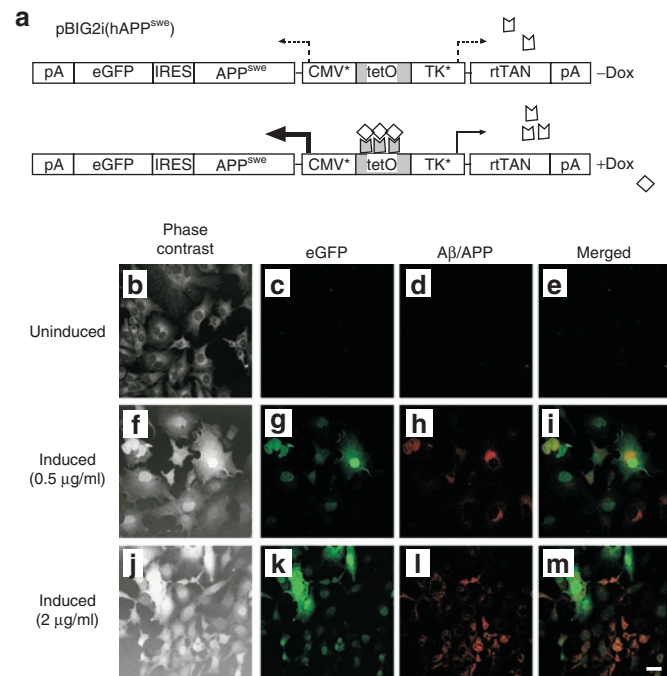 a
pBIG2i(hAPPswe)
pA eGFP IRES APPswe CMV* tetO TK* rtTAN pA –Dox
pA eGFP IRES APPswe CMV* tetO TK* rtTAN pA +Dox
Phase contrast eGFP Aβ/APP Merged
Uninduced b c d e
Induced (0.5 μg/ml) f g h i
Induced (2 μg/ml) j k l m